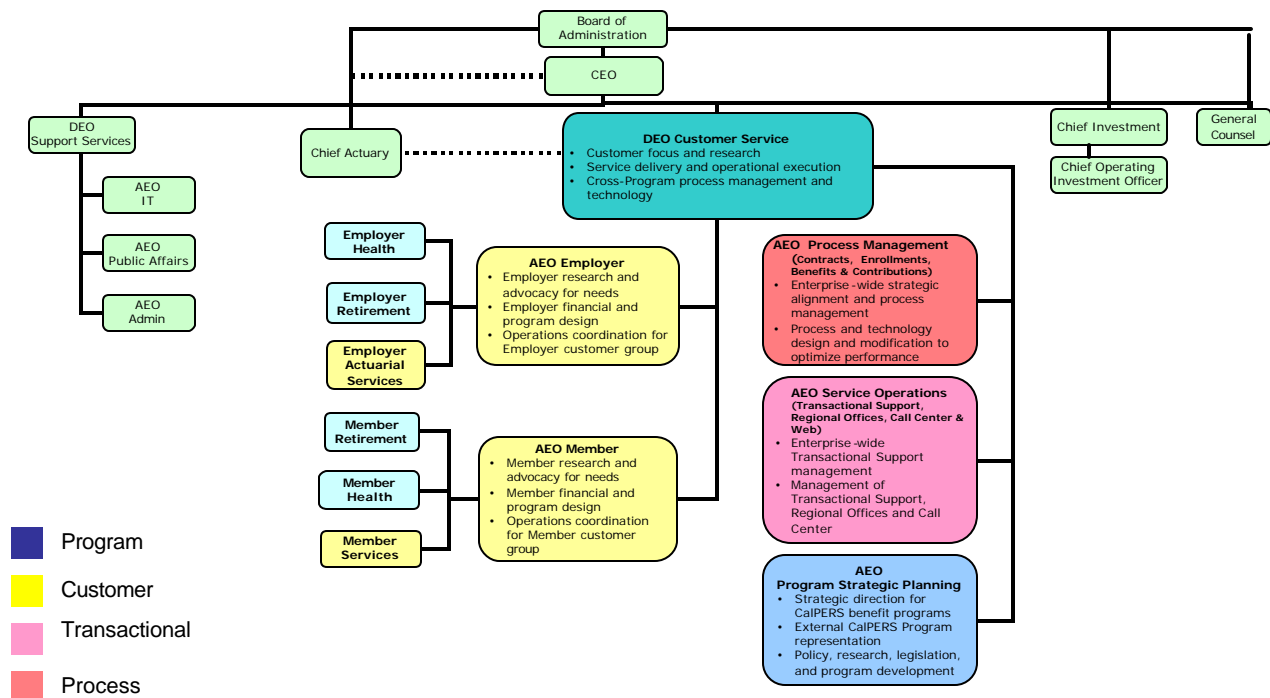 Board of
Administration
CEO
DEO
Support Services
AEO
IT
AEO
Public Affairs
AEO
Admin
Chief Actuary
DEO Customer Service
• Customer focus and research
• Service delivery and operational execution
• Cross-Program process management and
technology
Chief Investment
Chief Operating
Investment Officer
General
Counsel
Employer
Health
Employer
Retirement
Employer
Actuarial
Services
AEO Employer
• Employer research and
advocacy for needs
• Employer financial and
program design
• Operations coordination for
Employer customer group
Member
Retirement
Member
Health
Member
Services
AEO Member
• Member research and
advocacy for needs
• Member financial and
program design
• Operations coordination
for Member customer
group
AEO Process Management
(Contracts, Enrollments,
Benefits & Contributions)
• Enterprise-wide strategic
alignment and process
management
• Process and technology
design and modification to
optimize performance
AEO Service Operations
(Transactional Support,
Regional Offices, Call Center &
Web)
• Enterprise-wide
Transactional Support
management
• Management of
Transactional Support,
Regional Offices and Call
Center
AEO
Program Strategic Planning
• Strategic direction for
CalPERS benefit programs
• External CalPERS Program
representation
• Policy, research, legislation,
and program development
Program
Customer
Transactional
Process